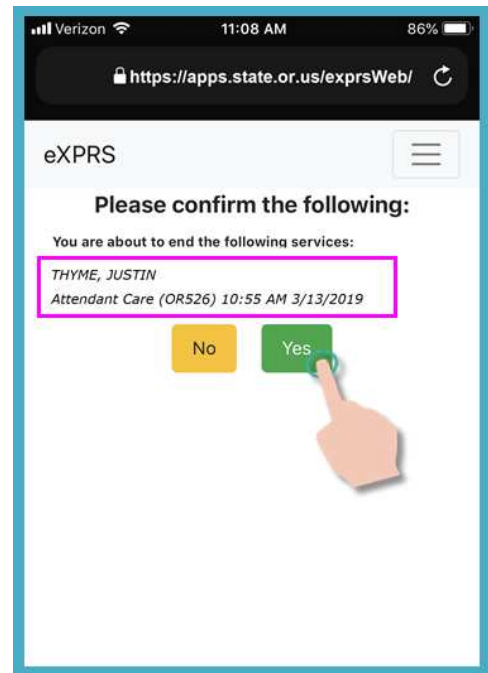 Verizon 11:08 AM 86%
https://apps.state.or.us/exprsWeb/
eXPRS
Please confirm the following:
You are about to end the following services:
THYME, JUSTIN
Attendant Care (OR526) 10:55 AM 3/13/2019
No Yes